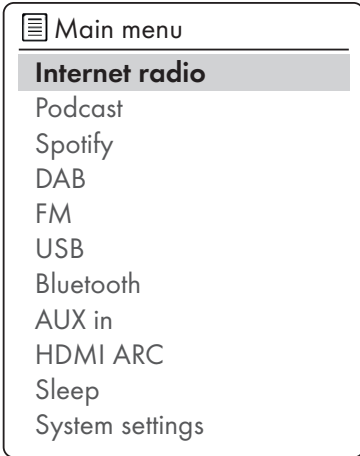 Main menu
Internet radio
Podcast
Spotify
DAB
FM
USB
Bluetooth
AUX in
HDMI ARC
Sleep
System settings